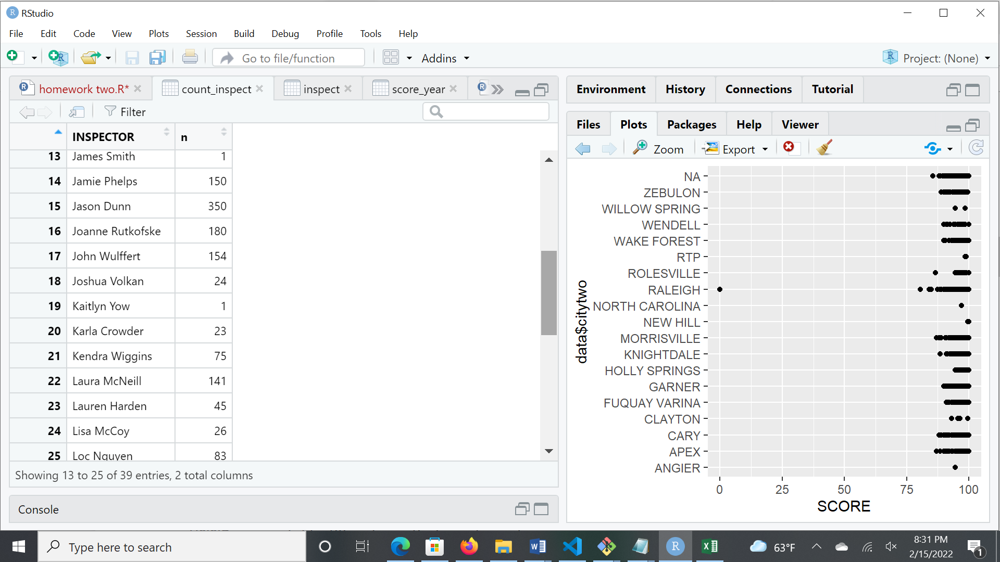 RStudio
File Edit Code View Plots Session Build Debug Profile Tools Help
Go to file/function Addins Project: (None)
homework two.R* count_inspect inspect score_year
Filter
INSPECTOR n
13 James Smith 1
14 Jamie Phelps 150
15 Jason Dunn 350
16 Joanne Rutkofske 180
17 John Wulffert 154
18 Joshua Volkan 24
19 Kaitlyn Yow 1
20 Karla Crowder 23
21 Kendra Wiggins 75
22 Laura McNeill 141
23 Lauren Harden 45
24 Lisa McCoy 26
25 Loc Nguyen 83
Showing 13 to 25 of 39 entries, 2 total columns
Console
Environment History Connections Tutorial
Files Plots Packages Help Viewer
Zoom Export
data$citytwo
NA
ZEBULON
WILLOW SPRING
WENDELL
WAKE FOREST
RTP
ROLESVILLE
RALEIGH
NORTH CAROLINA
NEW HILL
MORRISVILLE
KNIGHTDALE
HOLLY SPRINGS
GARNER
FUQUAY VARINA
CLAYTON
CARY
APEX
ANGIER
0 25 50 75 100
SCORE
Type here to search
63°F
8:31 PM
2/15/2022
1